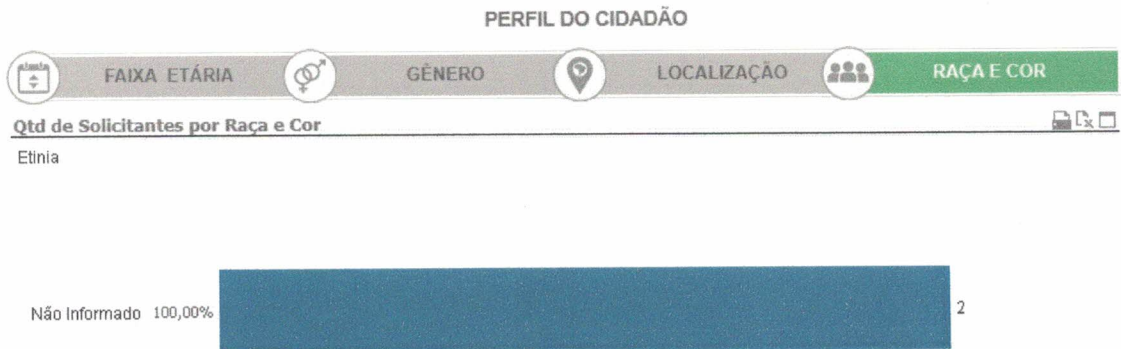 PERFIL DO CIDADÃO
FAIXA ETÁRIA GÊNERO LOCALIZAÇÃO RAÇA E COR
Qtd de Solicitantes por Raça e Cor
Etinia
Não Informado 100,00% 2